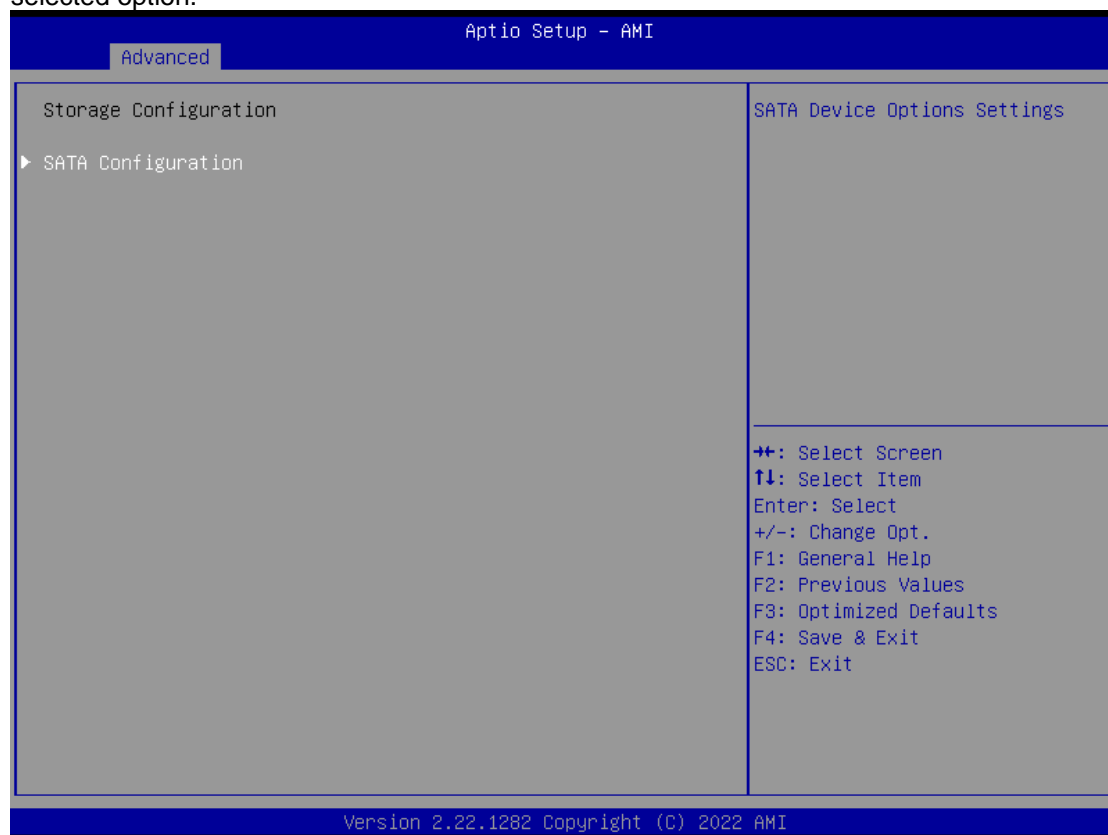 selected option.
Aptio Setup – AMI
Advanced
Storage Configuration
SATA Configuration
SATA Device Options Settings
→←: Select Screen
↑↓: Select Item
Enter: Select
+/-: Change Opt.
F1: General Help
F2: Previous Values
F3: Optimized Defaults
F4: Save & Exit
ESC: Exit
Version 2.22.1282 Copyright (C) 2022 AMI